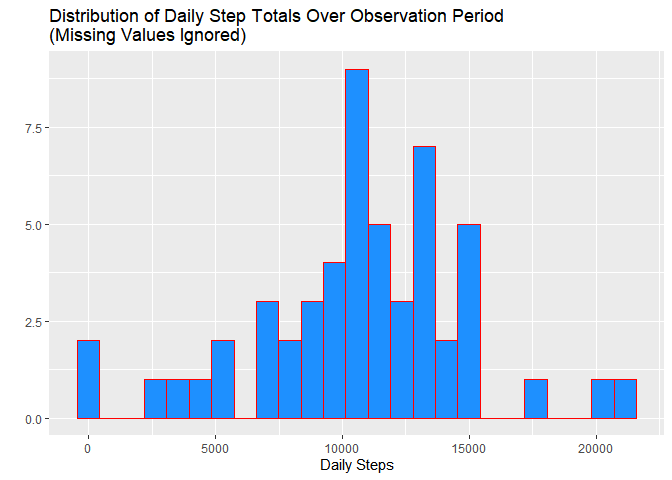 Distribution of Daily Step Totals Over Observation Period
(Missing Values Ignored)
7.5
5.0
2.5
0.0
0 5000 10000 15000 20000
Daily Steps